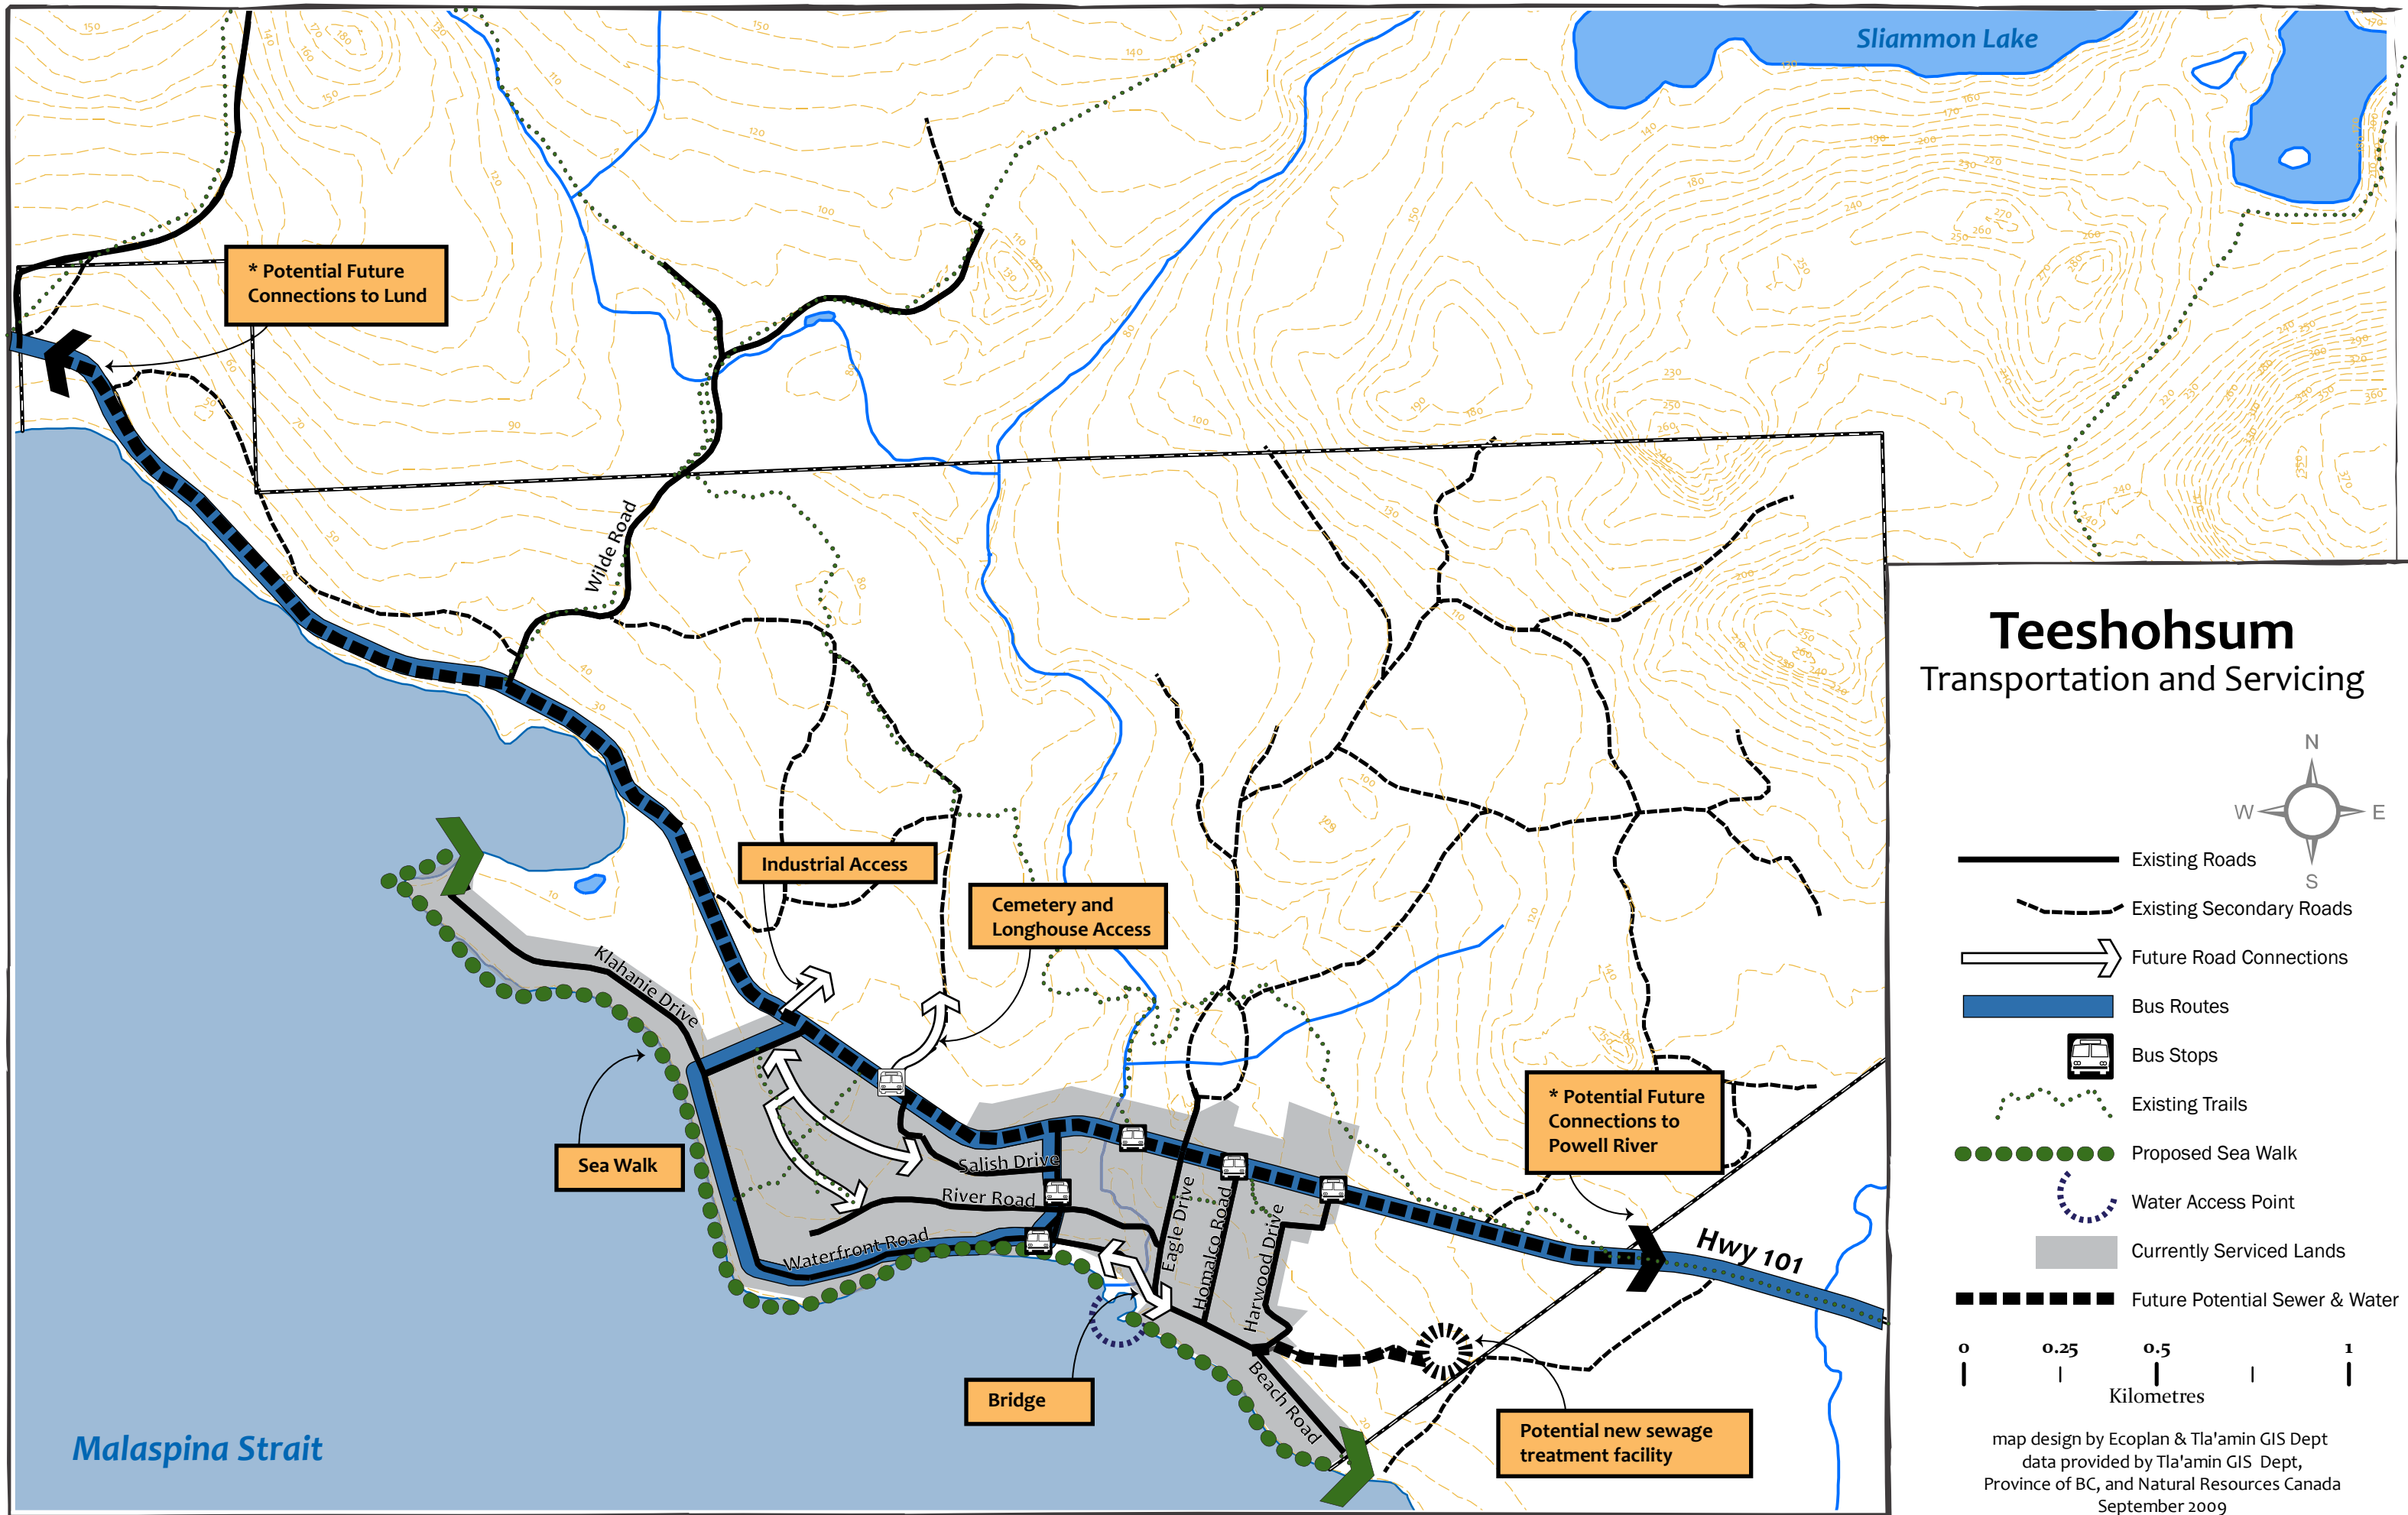 Sliammon Lake
* Potential Future
Connections to Lund
Wilde Road
Industrial Access
Cemetery and
Longhouse Access
Klahanie Drive
Sea Walk
Salish Drive
River Road
Waterfront Road
Eagle Drive
Homalco Road
Harwood Drive
Beach Road
Bridge
* Potential Future
Connections to
Powell River
Hwy 101
Potential new sewage
treatment facility
Malaspina Strait
Teeshohsum
Transportation and Servicing
N
W
E
S
Existing Roads
Existing Secondary Roads
Future Road Connections
Bus Routes
Bus Stops
Existing Trails
Proposed Sea Walk
Water Access Point
Currently Serviced Lands
Future Potential Sewer & Water
0 0.25 0.5 1
Kilometres
map design by Ecoplan & Tla'amin GIS Dept
data provided by Tla'amin GIS Dept,
Province of BC, and Natural Resources Canada
September 2009